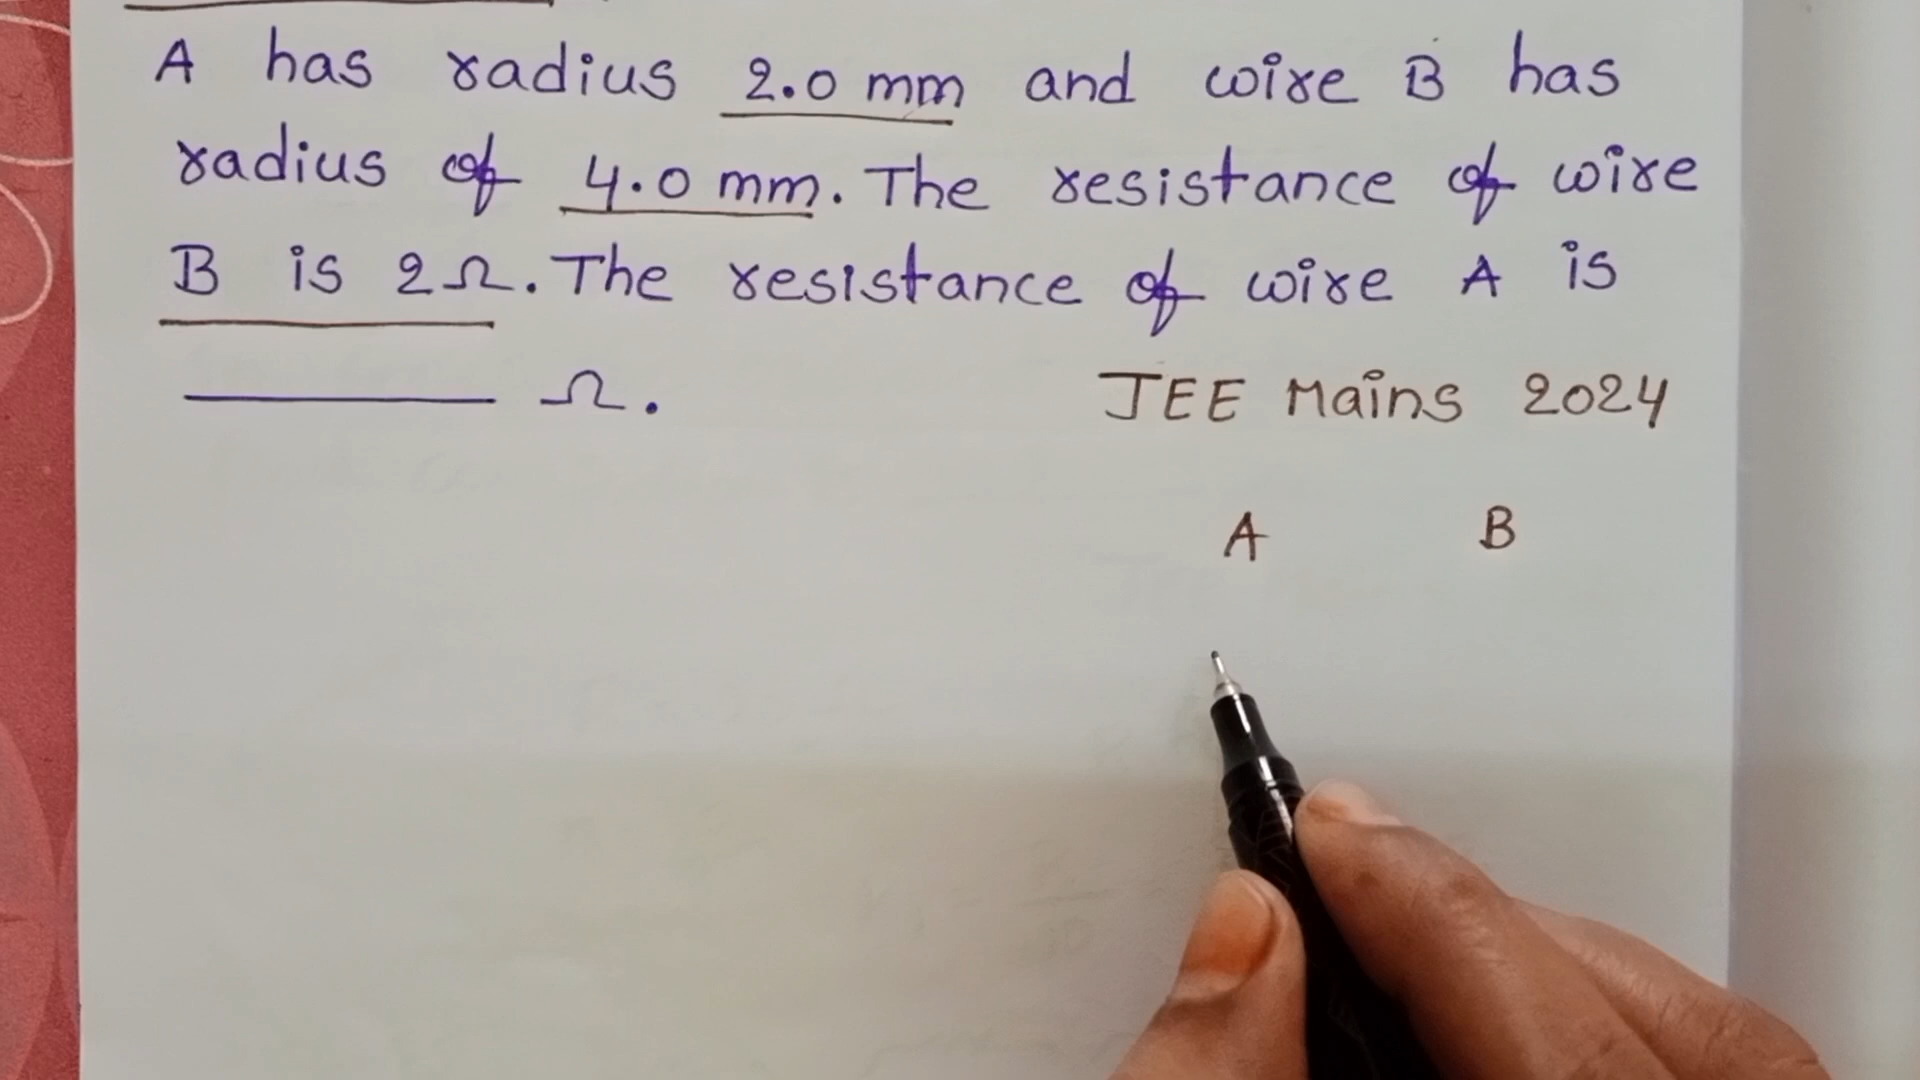 A has radius 2.0 mm and wire B has
radius of 4.0 mm. The resistance of wire
B is 2Ω. The resistance of wire A is
_____ Ω. JEE Mains 2024
A B